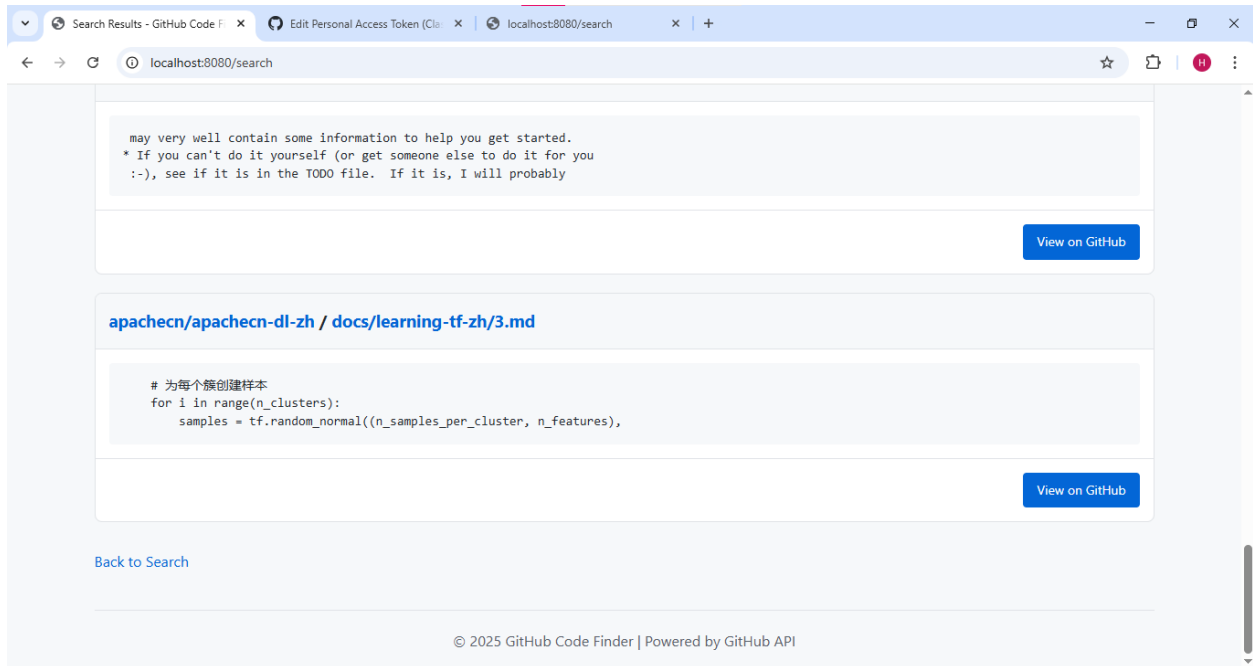 Search Results - GitHub Code F
Edit Personal Access Token (Cla
localhost:8080/search
localhost:8080/search
H
may very well contain some information to help you get started.
* If you can't do it yourself (or get someone else to do it for you
:-), see if it is in the TODO file.  If it is, I will probably
View on GitHub
apachecn/apachecn-dl-zh / docs/learning-tf-zh/3.md
# 为每个簇创建样本
for i in range(n_clusters):
samples = tf.random_normal((n_samples_per_cluster, n_features),
View on GitHub
Back to Search
© 2025 GitHub Code Finder | Powered by GitHub API